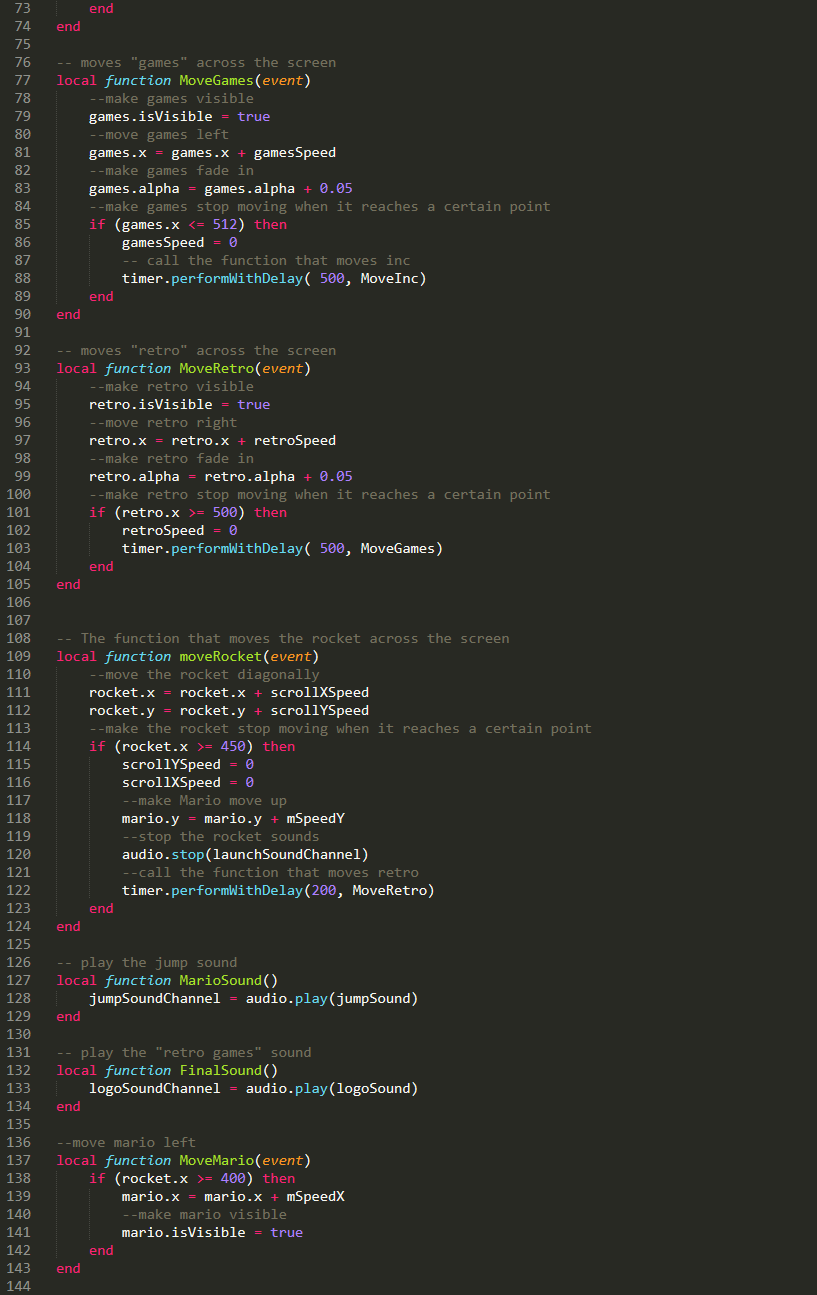 73 end
74 end
75
76 -- moves "games" across the screen
77 local function MoveGames(event)
78 --make games visible
79 games.isVisible = true
80 --move games left
81 games.x = games.x + gamesSpeed
82 --make games fade in
83 games.alpha = games.alpha + 0.05
84 --make games stop moving when it reaches a certain point
85 if (games.x <= 512) then
86 gamesSpeed = 0
87 -- call the function that moves inc
88 timer.performWithDelay( 500, MoveInc)
89 end
90 end
91
92 -- moves "retro" across the screen
93 local function MoveRetro(event)
94 --make retro visible
95 retro.isVisible = true
96 --move retro right
97 retro.x = retro.x + retroSpeed
98 --make retro fade in
99 retro.alpha = retro.alpha + 0.05
100 --make retro stop moving when it reaches a certain point
101 if (retro.x >= 500) then
102 retroSpeed = 0
103 timer.performWithDelay( 500, MoveGames)
104 end
105 end
106
107
108 -- The function that moves the rocket across the screen
109 local function moveRocket(event)
110 --move the rocket diagonally
111 rocket.x = rocket.x + scrollXSpeed
112 rocket.y = rocket.y + scrollYSpeed
113 --make the rocket stop moving when it reaches a certain point
114 if (rocket.x >= 450) then
115 scrollYSpeed = 0
116 scrollXSpeed = 0
117 --make Mario move up
118 mario.y = mario.y + mSpeedY
119 --stop the rocket sounds
120 audio.stop(launchSoundChannel)
121 --call the function that moves retro
122 timer.performWithDelay(200, MoveRetro)
123 end
124 end
125
126 -- play the jump sound
127 local function MarioSound()
128 jumpSoundChannel = audio.play(jumpSound)
129 end
130
131 -- play the "retro games" sound
132 local function FinalSound()
133 logoSoundChannel = audio.play(logoSound)
134 end
135
136 --move mario left
137 local function MoveMario(event)
138 if (rocket.x >= 400) then
139 mario.x = mario.x + mSpeedX
140 --make mario visible
141 mario.isVisible = true
142 end
143 end
144